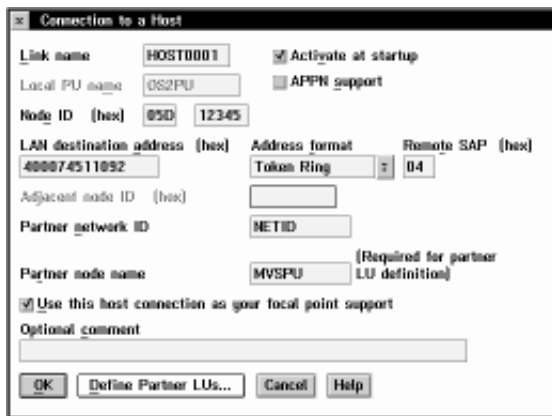 Connection to a Host
Link name HOST0001 Activate at startup
Local PU name OS2PU APPN support
Node ID (hex) 05D 12345
LAN destination address (hex) Address format Remote SAP (hex)
400074511092 Token Ring 04
Adjacent node ID (hex)
Partner network ID NETID
(Required for partner
Partner node name MVSPU LU definition)
Use this host connection as your focal point support
Optional comment
OK Define Partner LUs... Cancel Help